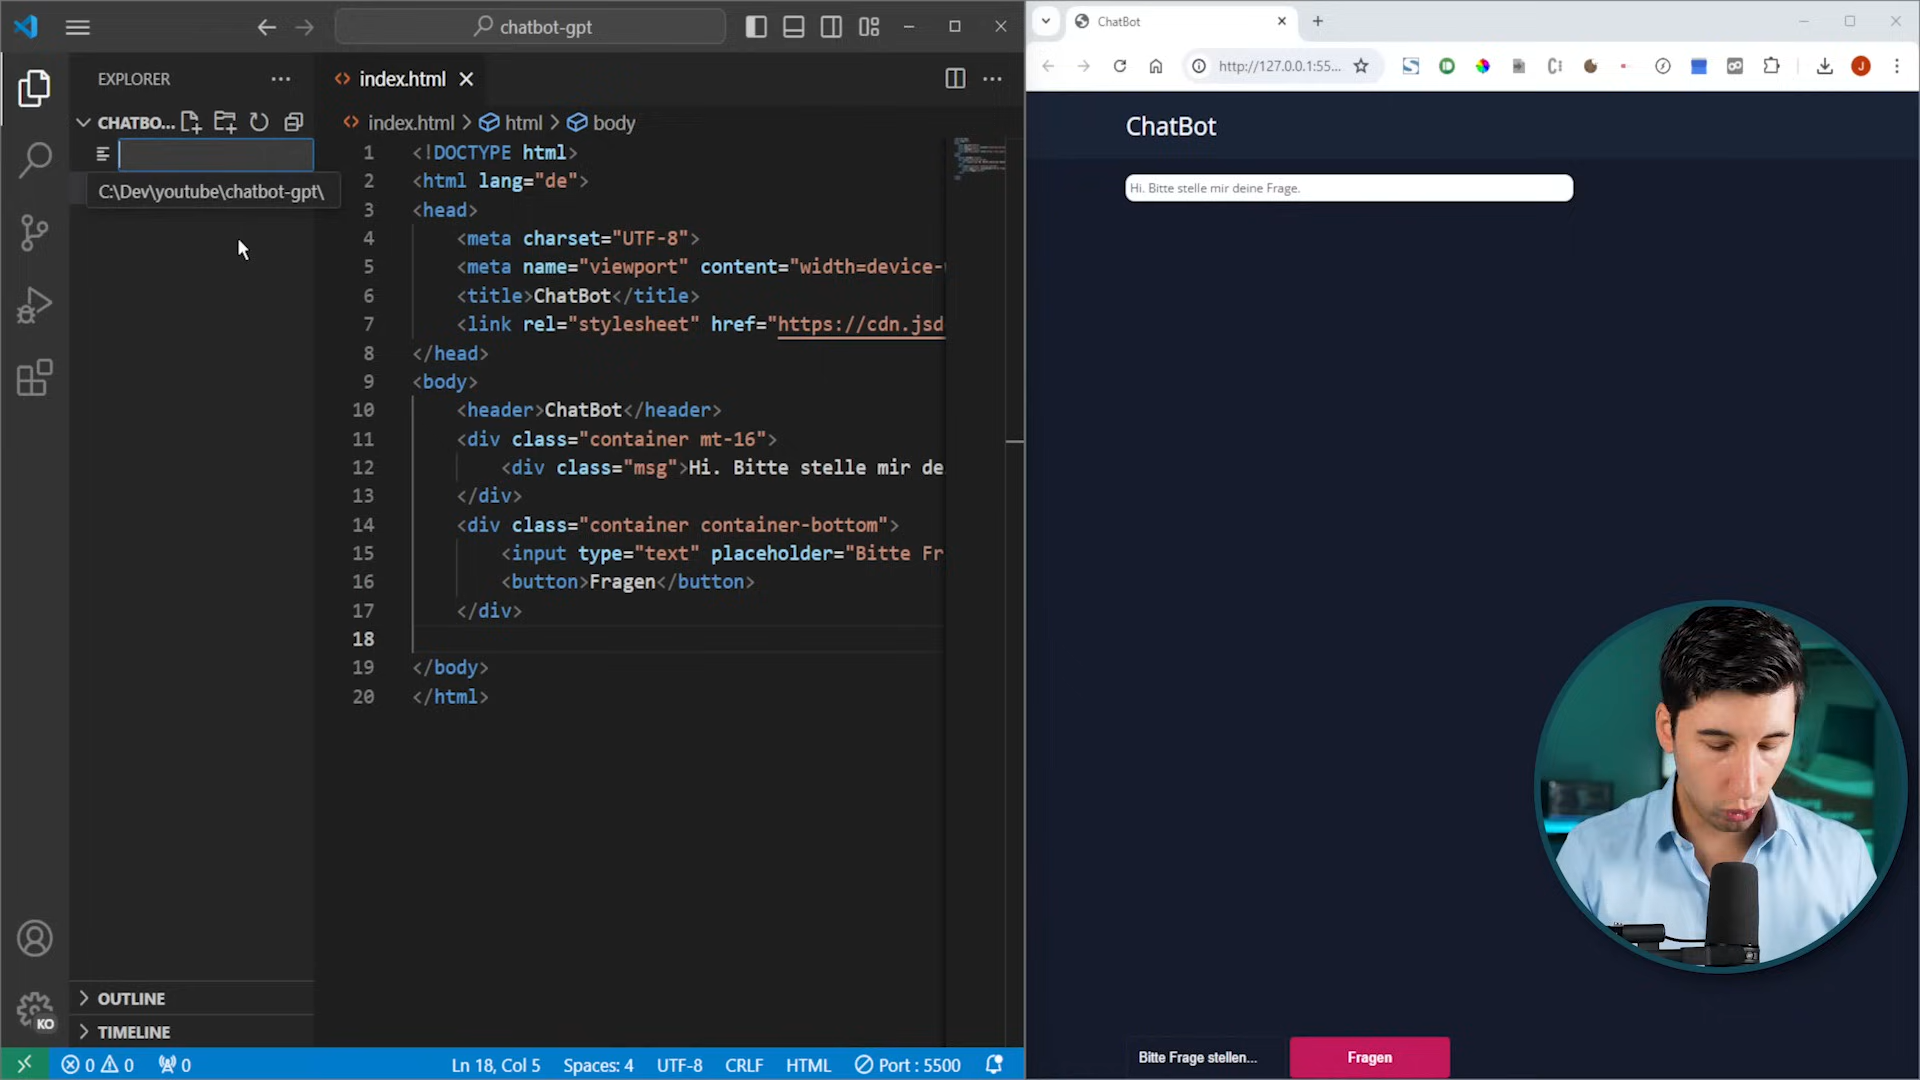 chatbot-gpt
EXPLORER
CHATBO...
C:\Dev\youtube\chatbot-gpt\
OUTLINE
TIMELINE
KO
index.html
index.html > html > body
1 <!DOCTYPE html>
2 <html lang="de">
3 <head>
4 <meta charset="UTF-8">
5 <meta name="viewport" content="width=device-
6 <title>ChatBot</title>
7 <link rel="stylesheet" href="https://cdn.jsd
8 </head>
9 <body>
10 <header>ChatBot</header>
11 <div class="container mt-16">
12 <div class="msg">Hi. Bitte stelle mir de
13 </div>
14 <div class="container container-bottom">
15 <input type="text" placeholder="Bitte Fr
16 <button>Fragen</button>
17 </div>
18
19 </body>
20 </html>
0 0 0 Ln 18, Col 5 Spaces: 4 UTF-8 CRLF HTML Port : 5500
ChatBot
http://127.0.0.1:55...
J
ChatBot
Hi. Bitte stelle mir deine Frage.
Bitte Frage stellen... Fragen